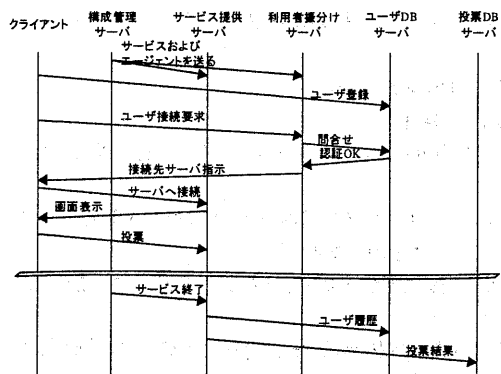 クライアント
構成管理
サーバ
サービス提供
サーバ
利用者振分け
サーバ
ユーザDB
サーバ
投票DB
サーバ
サービスおよび
エージェントを送る
ユーザ登録
ユーザ接続要求
問合せ
認証OK
接続先サーバ指示
サーバへ接続
画面表示
投票
サービス終了
ユーザ履歴
投票結果